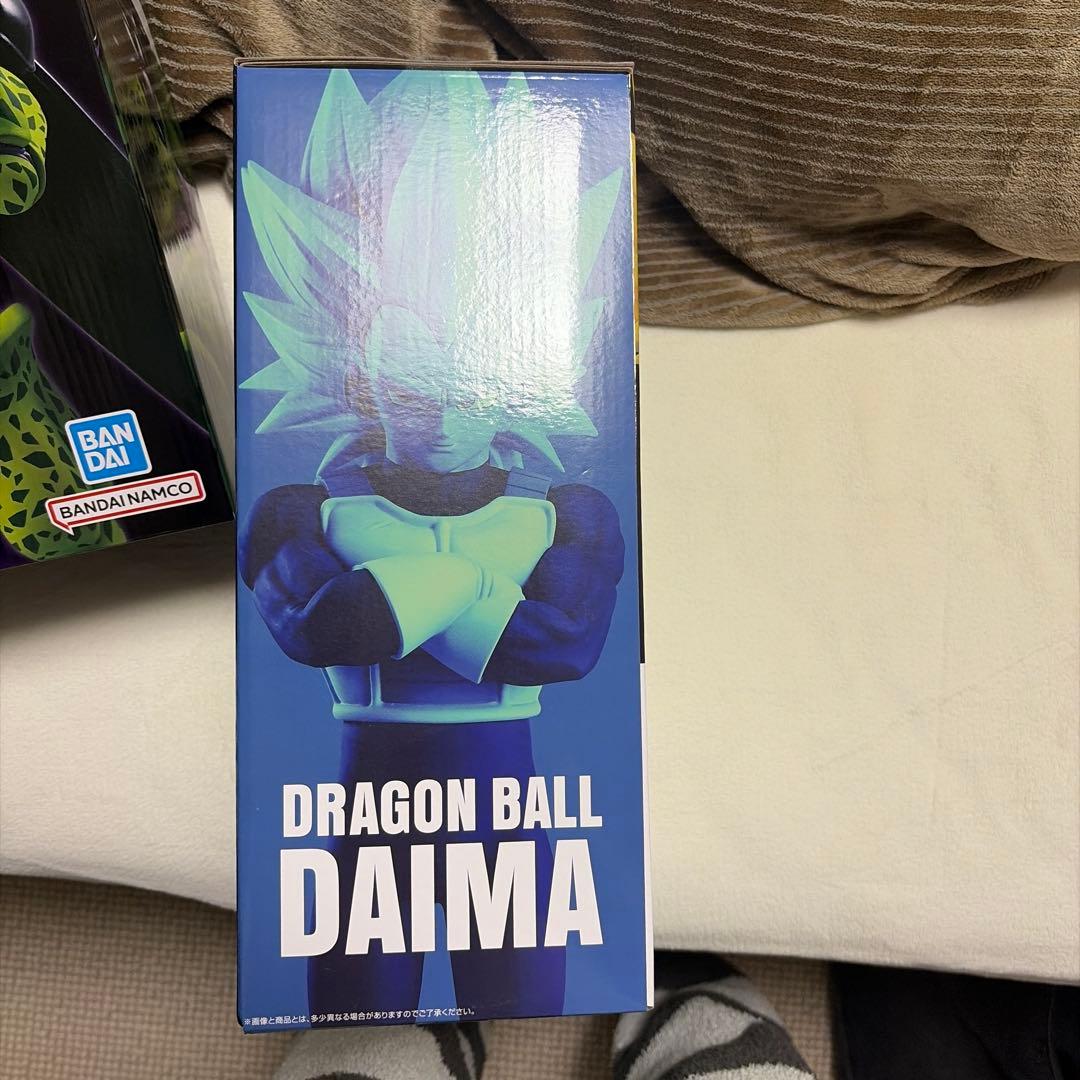 BAN
DAI
BANDAI NAMCO
DRAGON BALL
DAIMA
※画像と商品とは、多少異なる場合がありますのでご了承ください。